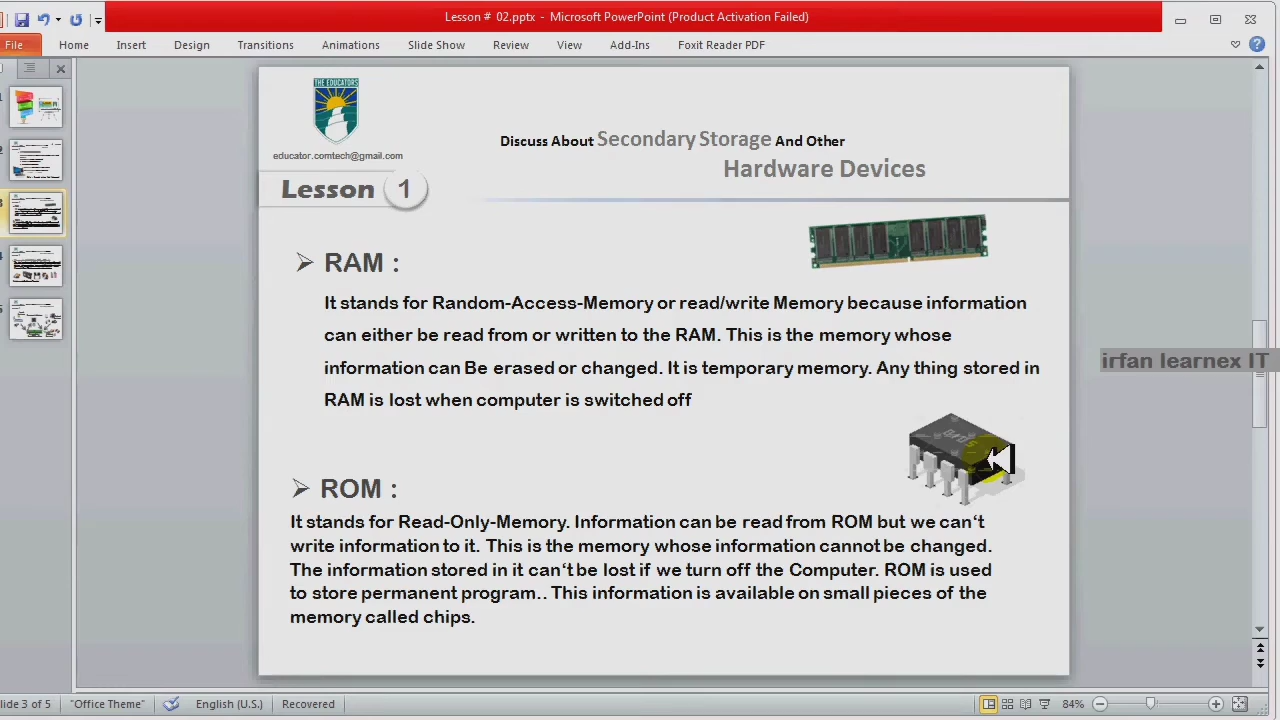 Lesson # 02.pptx - Microsoft PowerPoint (Product Activation Failed)
File Home Insert Design Transitions Animations Slide Show Review View Add-Ins Foxit Reader PDF
THE EDUCATORS
educator.comtech@gmail.com
Discuss About Secondary Storage And Other
Hardware Devices
Lesson 1
➢ RAM :
It stands for Random-Access-Memory or read/write Memory because information
can either be read from or written to the RAM. This is the memory whose
information can Be erased or changed. It is temporary memory. Any thing stored in
RAM is lost when computer is switched off
irfan learnex IT
➢ ROM :
It stands for Read-Only-Memory. Information can be read from ROM but we can‘t
write information to it. This is the memory whose information cannot be changed.
The information stored in it can‘t be lost if we turn off the Computer. ROM is used
to store permanent program.. This information is available on small pieces of the
memory called chips.
lide 3 of 5 "Office Theme" English (U.S.) Recovered 84%